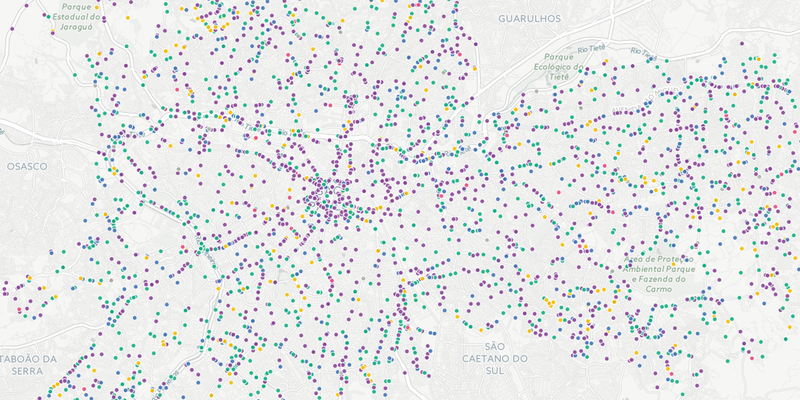 Parque
Estadual do
Jaraguá
GUARULHOS
Rio Tietê
Rio Tietê
Parque
Ecológico do
Tietê
OSASCO
Área de Proteção
Ambiental Parque
e Fazenda do
Carmo
TABOÃO DA
SERRA
SÃO
CAETANO DO
SUL